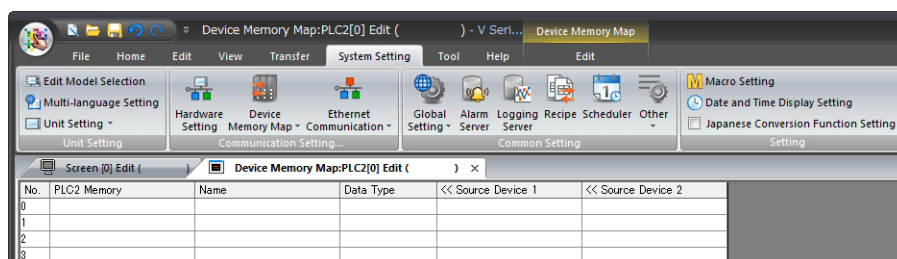 Device Memory Map:PLC2[0] Edit ( ) - V Seri... Device Memory Map
File Home Edit View Transfer System Setting Tool Help Edit
Edit Model Selection
Multi-language Setting
Unit Setting
Unit Setting
Hardware Setting
Device Memory Map
Ethernet Communication
Communication Setting...
Global Setting
Alarm Server
Logging Server
Recipe
Scheduler
Other
Common Setting
Macro Setting
Date and Time Display Setting
Japanese Conversion Function Setting
Setting
Screen [0] Edit ( ) Device Memory Map:PLC2[0] Edit ( ) ×
No. PLC2 Memory Name Data Type << Source Device 1 << Source Device 2
0
1
2
3